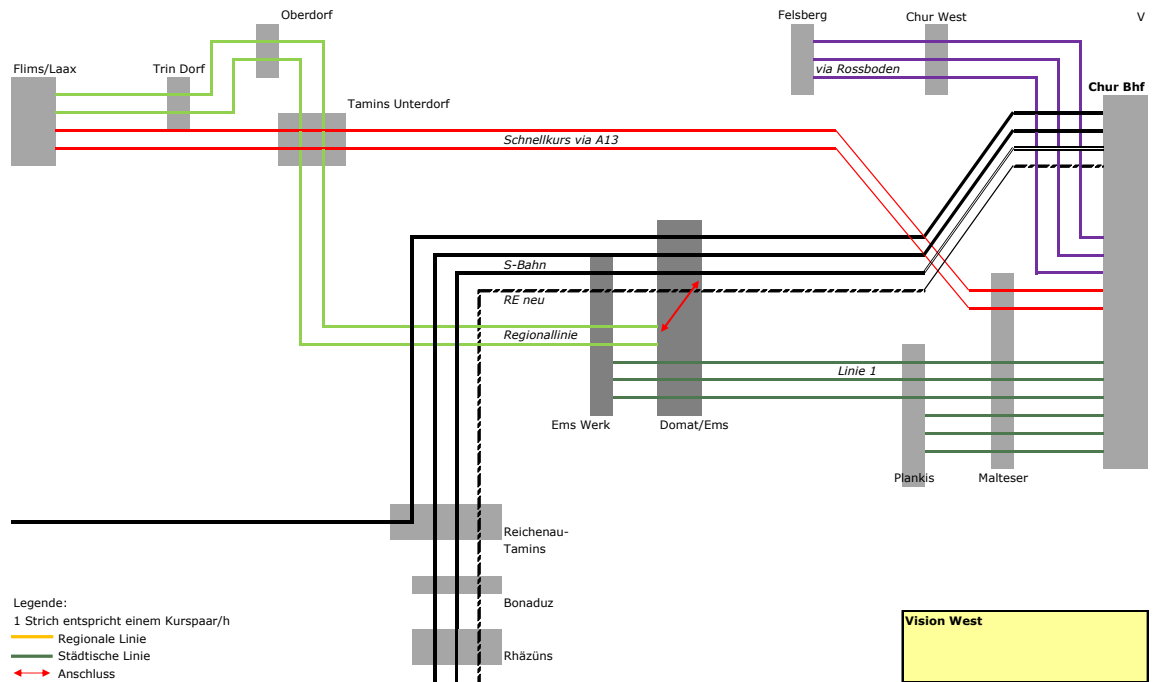 Oberdorf
Felsberg
Chur West
V
Flims/Laax
Trin Dorf
via Rossboden
Chur Bhf
Tamins Unterdorf
Schnellkurs via A13
S-Bahn
RE neu
Regionallinie
Linie 1
Ems Werk
Domat/Ems
Plankis
Malteser
Reichenau-
Tamins
Legende:
Bonaduz
1 Strich entspricht einem Kurspaar/h
Vision West
Regionale Linie
Städtische Linie
Rhäzüns
Anschluss